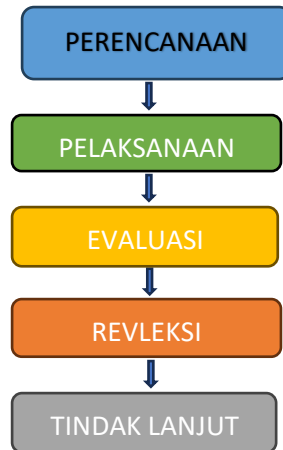 PERENCANAAN
PELAKSANAAN
EVALUASI
REVLEKSI
TINDAK LANJUT